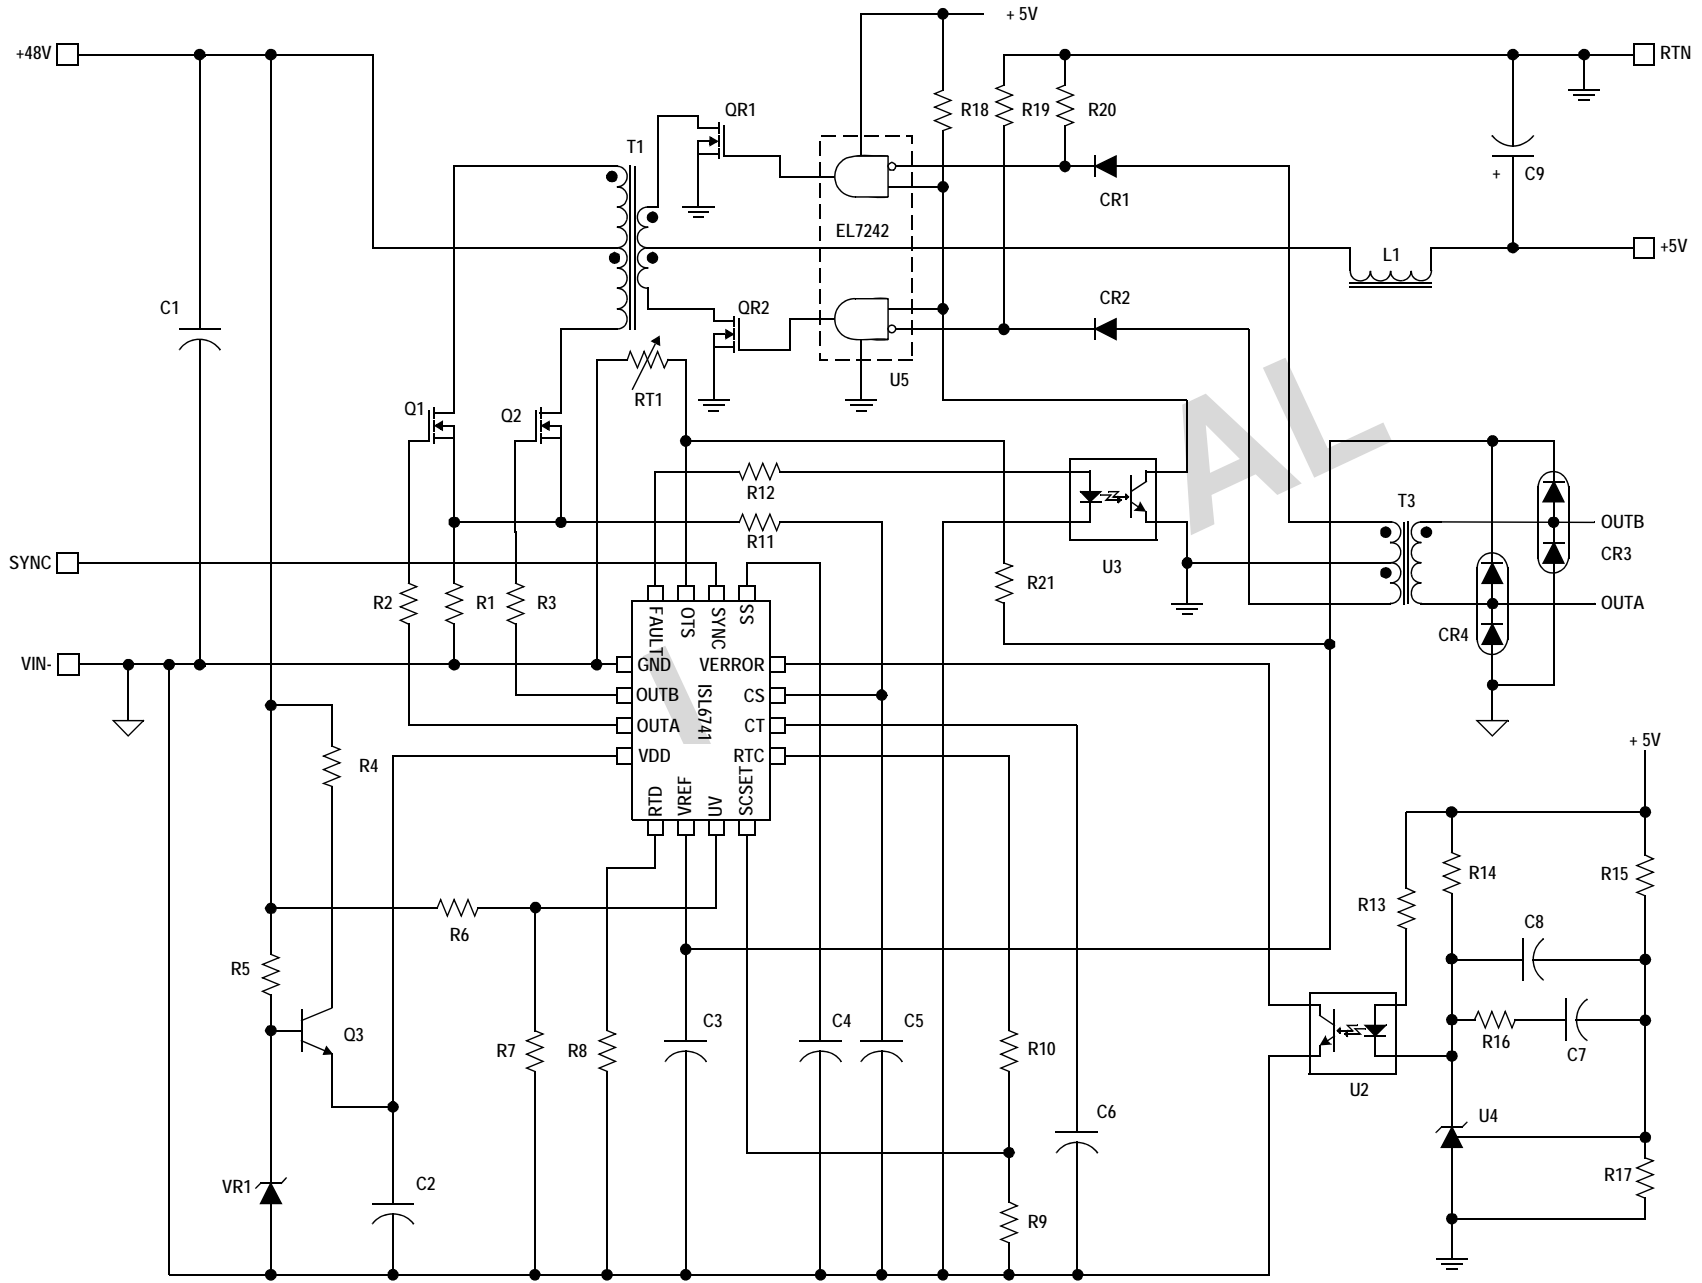 + 5V
+48V
RTN
QR1
R18
R19
R20
T1
C9
+
CR1
EL7242
L1
+5V
C1
QR2
CR2
U5
RT1
Q1
Q2
AL
R12
T3
OUTB
R11
CR3
SYNC
U3
R21
R2
R1
R3
OUTA
FAULT
OTS
SYNC
SS
CR4
VIN-
GND
VERROR
OUTB
CS
ISL6741
OUTA
CT
VDD
RTC
RTD
VREF
UV
SCSET
+ 5V
R4
R14
R15
R13
C8
R6
R5
Q3
C3
C4
C5
R7
R8
R10
R16
C7
U2
C6
U4
VR1
C2
R17
R9